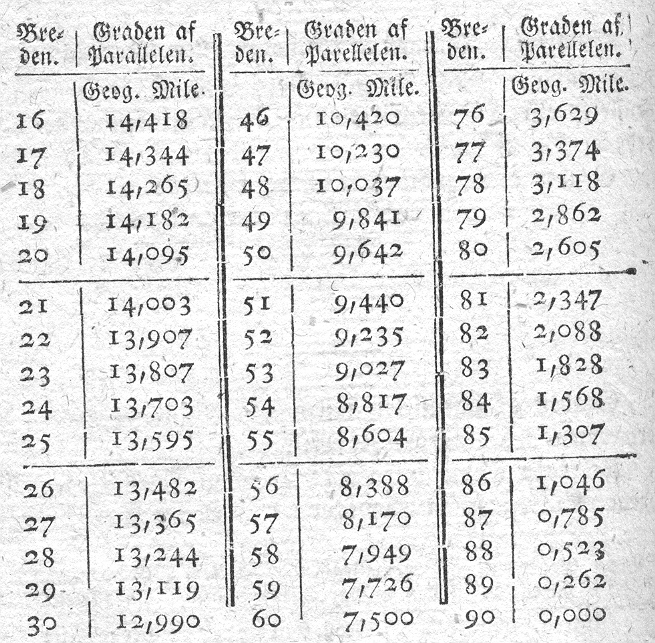 Bre- Graden af Bre- Graden af Bre- Graden af
den. Parallelen. den. Parellelen. den. Parellelen.
Geog. Mile. Geog. Mile. Geog. Mile.
16 14,418 46 10,420 76 3,629
17 14,344 47 10,230 77 3,374
18 14,265 48 10,037 78 3,118
19 14,182 49 9,841 79 2,862
20 14,095 50 9,642 80 2,605
21 14,003 51 9,440 81 2,347
22 13,907 52 9,235 82 2,088
23 13,807 53 9,027 83 1,828
24 13,703 54 8,817 84 1,568
25 13,595 55 8,604 85 1,307
26 13,482 56 8,388 86 1,046
27 13,365 57 8,170 87 0,785
28 13,244 58 7,949 88 0,523
29 13,119 59 7,726 89 0,262
30 12,990 60 7,500 90 0,000